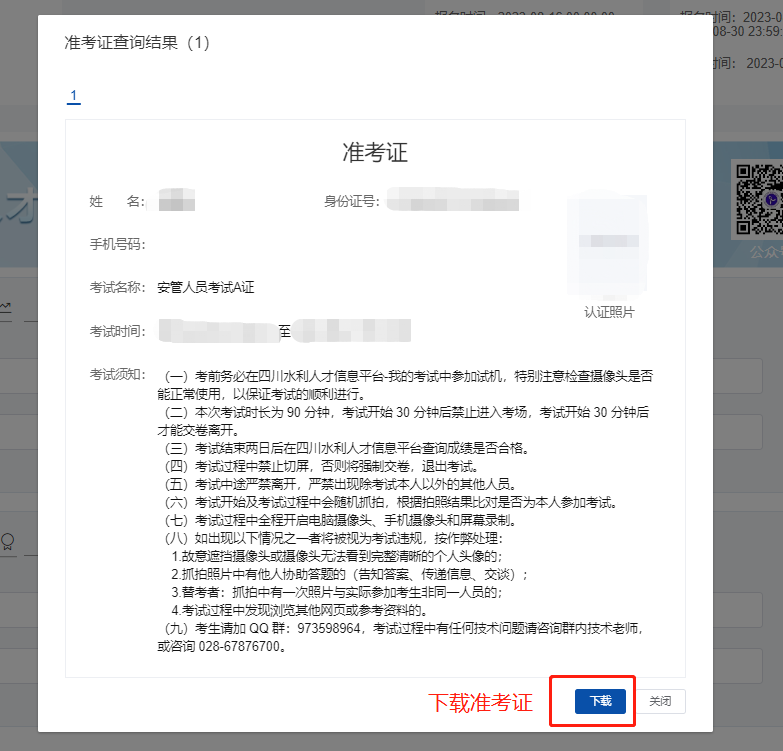 报名时间：2023-08-16 00:00:00
报名时间：2023-0
08-30 23:59:
时间：2023-0
准考证查询结果（1）
1
准考证
姓 名：
身份证号：
手机号码：
考试名称： 安管人员考试A证
认证照片
考试时间： 至
考试须知： （一）考前务必在四川水利人才信息平台-我的考试中参加试机，特别注意检查摄像头是否
能正常使用，以保证考试的顺利进行。
（二）本次考试时长为 90 分钟，考试开始 30 分钟后禁止进入考场，考试开始 30 分钟后
才能交卷离开。
（三）考试结束两日后在四川水利人才信息平台查询成绩是否合格。
（四）考试过程中禁止切屏，否则将强制交卷，退出考试。
（五）考试中途严禁离开，严禁出现除考试本人以外的其他人员。
（六）考试开始及考试过程中会随机抓拍，根据拍照结果比对是否为本人参加考试。
（七）考试过程中全程开启电脑摄像头、手机摄像头和屏幕录制。
（八）如出现以下情况之一者将被视为考试违规，按作弊处理：
1.故意遮挡摄像头或摄像头无法看到完整清晰的个人头像的；
2.抓拍照片中有他人协助答题的（告知答案、传递信息、交谈）；
3.替考者：抓拍中有一次照片与实际参加考生非同一人员的；
4.考试过程中发现浏览其他网页或参考资料的。
（九）考生请加 QQ 群：973598964，考试过程中有任何技术问题请咨询群内技术老师，
或咨询 028-67876700。
下载准考证
下载
关闭
才
公众